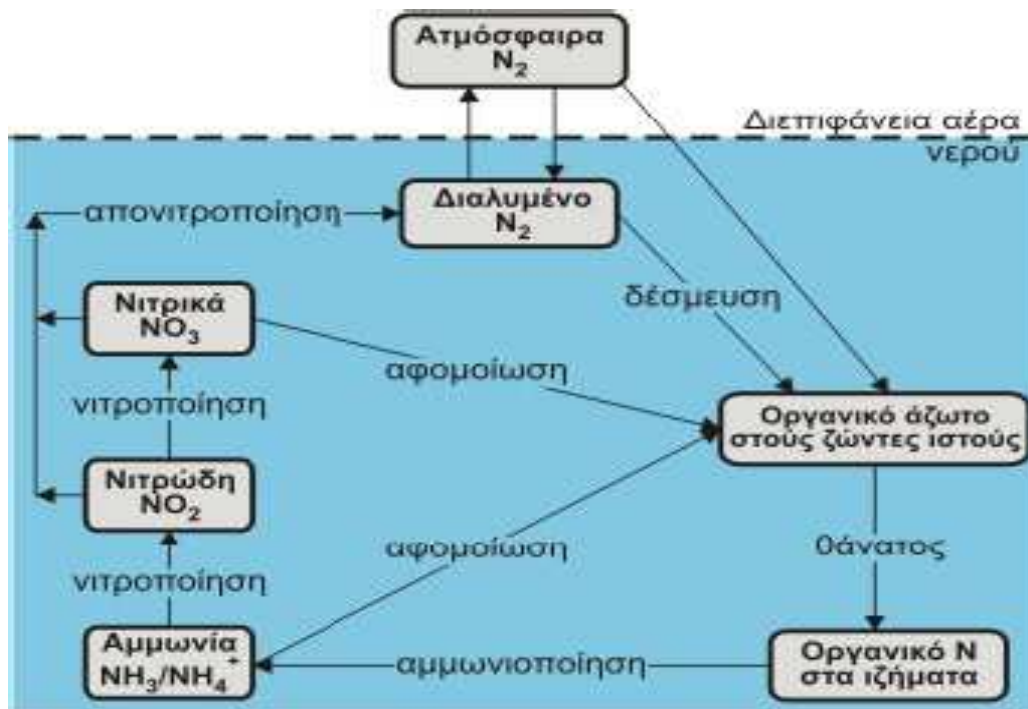 Ατμόσφαιρα
N₂
Διεπιφάνεια αέρα
νερού
Διαλυμένο
N₂
απονιτροποίηση
δέσμευση
Νιτρικά
NO₃
αφομοίωση
νιτροποίηση
Οργανικό άζωτο
στούς ζώντες ιστούς
Νιτρώδη
NO₂
αφομοίωση
θάνατος
νιτροποίηση
Αμμωνία
NH₃/NH₄⁺
αμμωνιοποίηση
Οργανικό Ν
στα ιζήματα